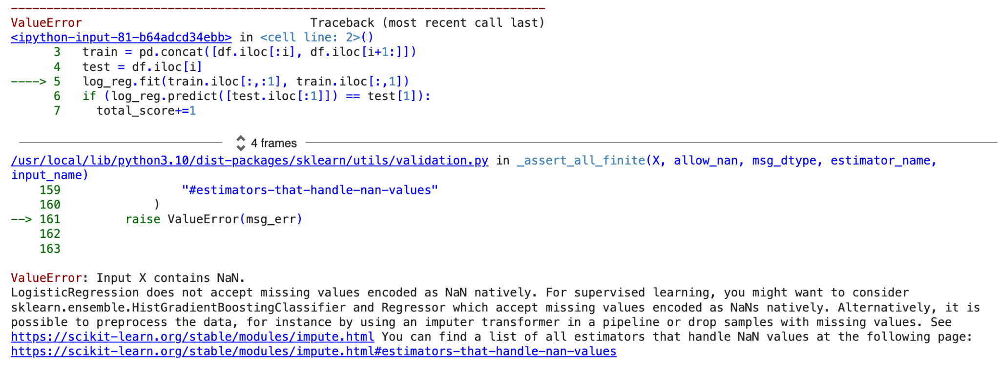 ---------------------------------------------------------------------------
ValueError                                Traceback (most recent call last)
<ipython-input-81-b64adcd34ebb> in <cell line: 2>()
      3   train = pd.concat([df.iloc[:i], df.iloc[i+1:]])
      4   test = df.iloc[i]
----> 5   log_reg.fit(train.iloc[:,:1], train.iloc[:,1])
      6   if (log_reg.predict([test.iloc[:1]]) == test[1]):
      7     total_score+=1
4 frames
/usr/local/lib/python3.10/dist-packages/sklearn/utils/validation.py in _assert_all_finite(X, allow_nan, msg_dtype, estimator_name,
input_name)
    159                 "#estimators-that-handle-nan-values"
    160             )
--> 161         raise ValueError(msg_err)
    162
    163
ValueError: Input X contains NaN.
LogisticRegression does not accept missing values encoded as NaN natively. For supervised learning, you might want to consider
sklearn.ensemble.HistGradientBoostingClassifier and Regressor which accept missing values encoded as NaNs natively. Alternatively, it is
possible to preprocess the data, for instance by using an imputer transformer in a pipeline or drop samples with missing values. See
https://scikit-learn.org/stable/modules/impute.html You can find a list of all estimators that handle NaN values at the following page:
https://scikit-learn.org/stable/modules/impute.html#estimators-that-handle-nan-values